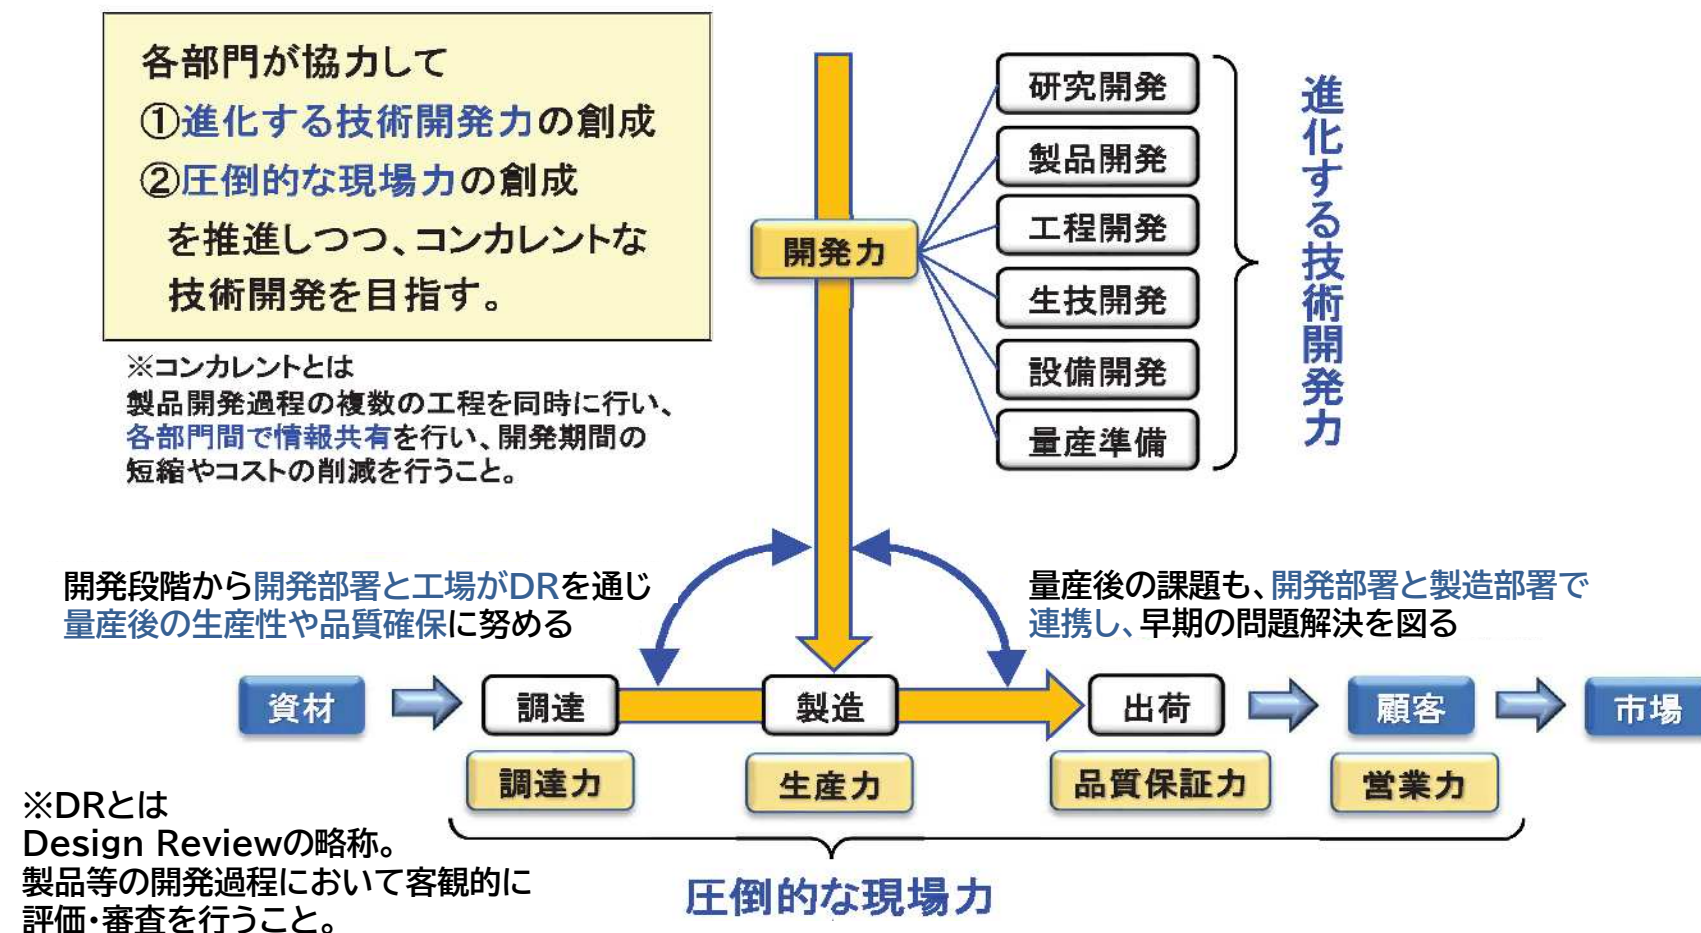 各部門が協力して
①進化する技術開発力の創成
②圧倒的な現場力の創成
を推進しつつ、コンカレントな
技術開発を目指す。
※コンカレントとは
製品開発過程の複数の工程を同時に行い、
各部門間で情報共有を行い、開発期間の
短縮やコストの削減を行うこと。
開発力
研究開発
製品開発
工程開発
生技開発
設備開発
量産準備
進化する技術開発力
開発段階から開発部署と工場がDRを通じ
量産後の生産性や品質確保に努める
量産後の課題も、開発部署と製造部署で
連携し、早期の問題解決を図る
資材
調達
製造
出荷
顧客
市場
調達力
生産力
品質保証力
営業力
圧倒的な現場力
※DRとは
Design Reviewの略称。
製品等の開発過程において客観的に
評価・審査を行うこと。